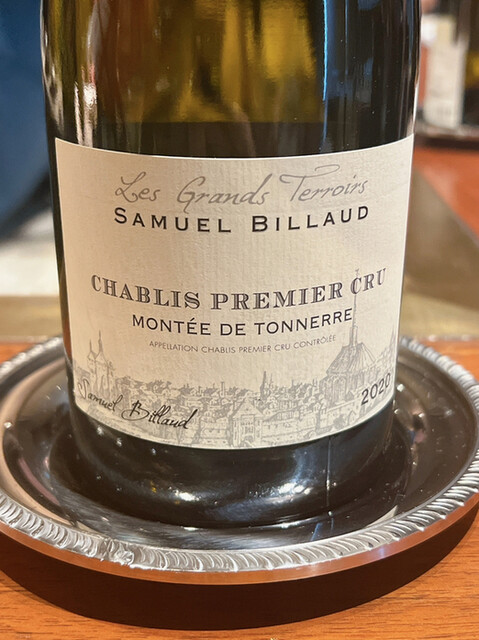 Les Grands Terroirs
SAMUEL BILLAUD
CHABLIS PREMIER CRU
MONTÉE DE TONNERRE
APPELLATION CHABLIS PREMIER CRU CONTRÔLÉE
Samuel Billaud
2020